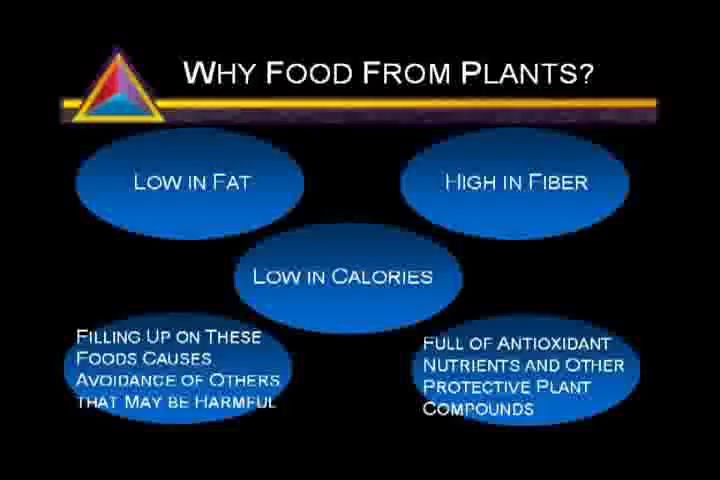 WHY FOOD FROM PLANTS?
LOW IN FAT
HIGH IN FIBER
LOW IN CALORIES
FILLING UP ON THESE
FOODS CAUSES
AVOIDANCE OF OTHERS
THAT MAY BE HARMFUL
FULL OF ANTIOXIDANT
NUTRIENTS AND OTHER
PROTECTIVE PLANT
COMPOUNDS